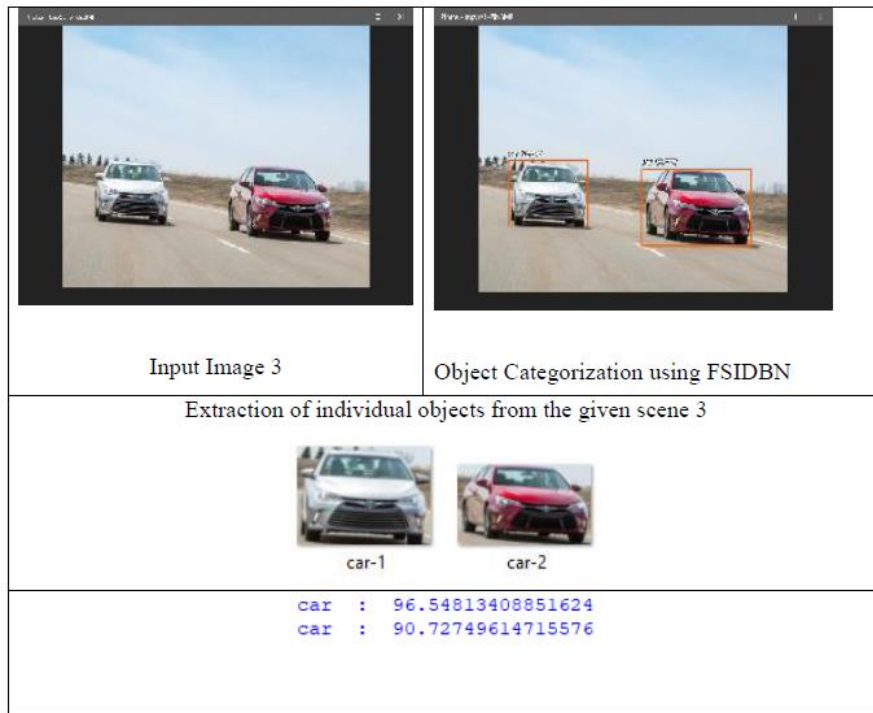 Input Image 3
Object Categorization using FSIDBN
Extraction of individual objects from the given scene 3
car-1
car-2
car : 96.54813408851624
car : 90.72749614715576